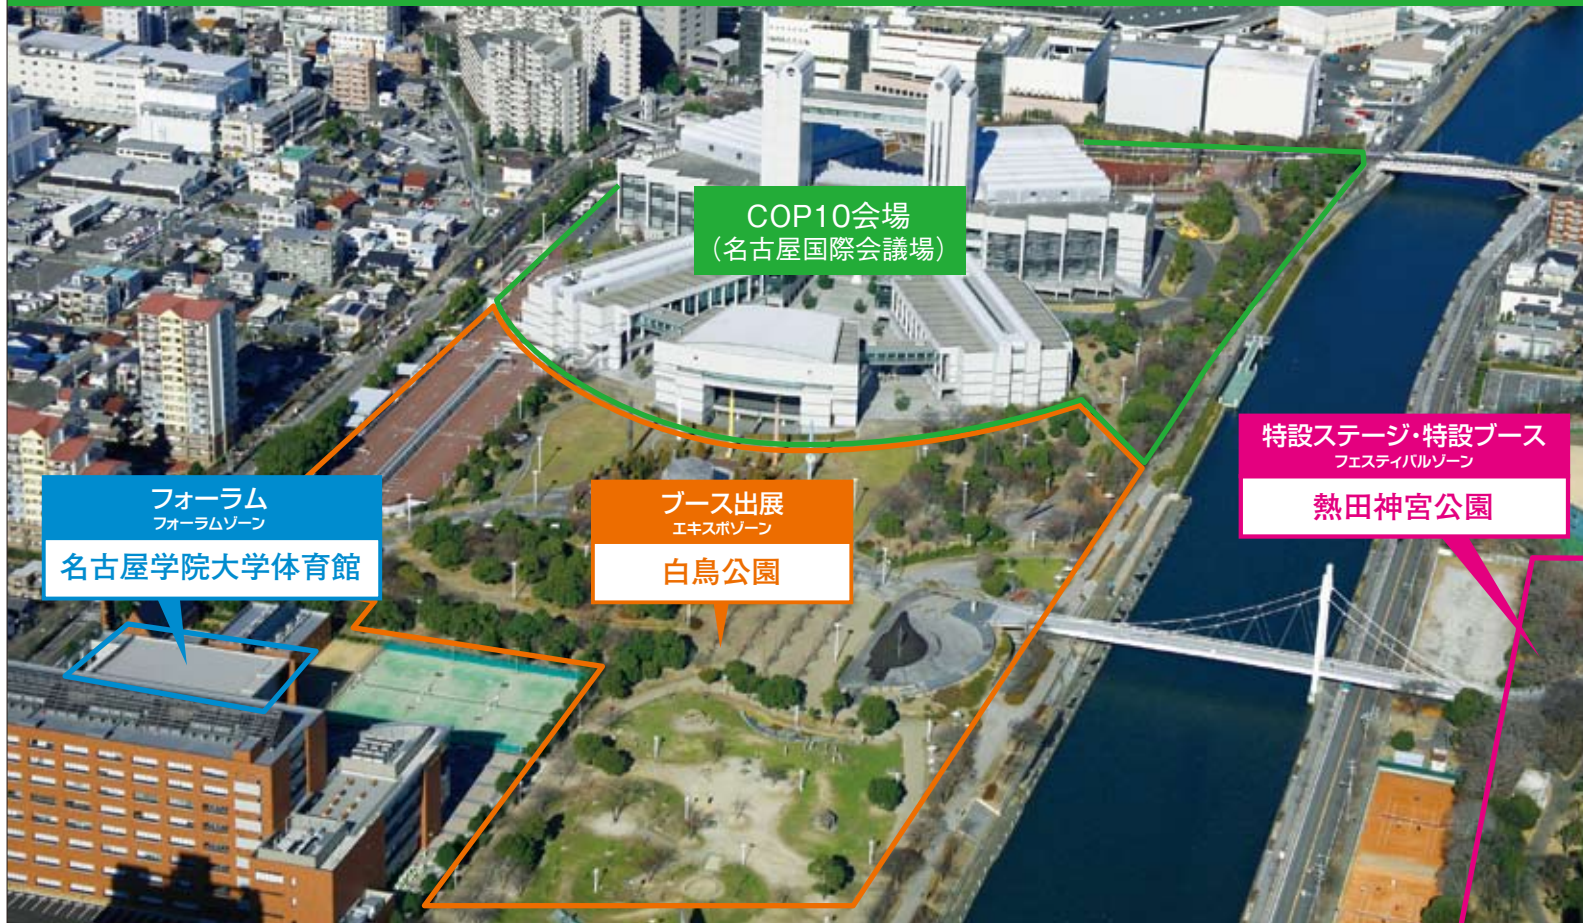 COP10会場
（名古屋国際会議場）
特設ステージ・特設ブース
フェスティバルゾーン
熱田神宮公園
フォーラム
フォーラムゾーン
名古屋学院大学体育館
ブース出展
エキスポゾーン
白鳥公園